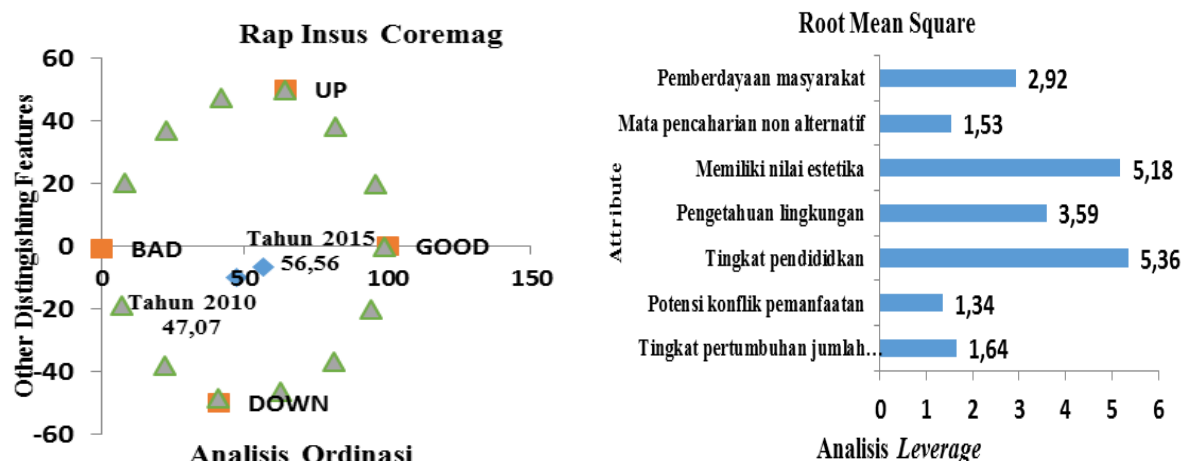 Rap Insus Coremag
60
40
20
0
-20
-40
-60
Other Distingishing Features
UP
BAD
GOOD
DOWN
Tahun 2015
56,56
Tahun 2010
47,07
0
50
100
150
Analisis Ordinasi
Root Mean Square
Attribute
Pemberdayaan masyarakat
2,92
Mata pencaharian non alternatif
1,53
Memiliki nilai estetika
5,18
Pengetahuan lingkungan
3,59
Tingkat pendididkan
5,36
Potensi konflik pemanfaatan
1,34
Tingkat pertumbuhan jumlah...
1,64
0 1 2 3 4 5 6
Analisis Leverage